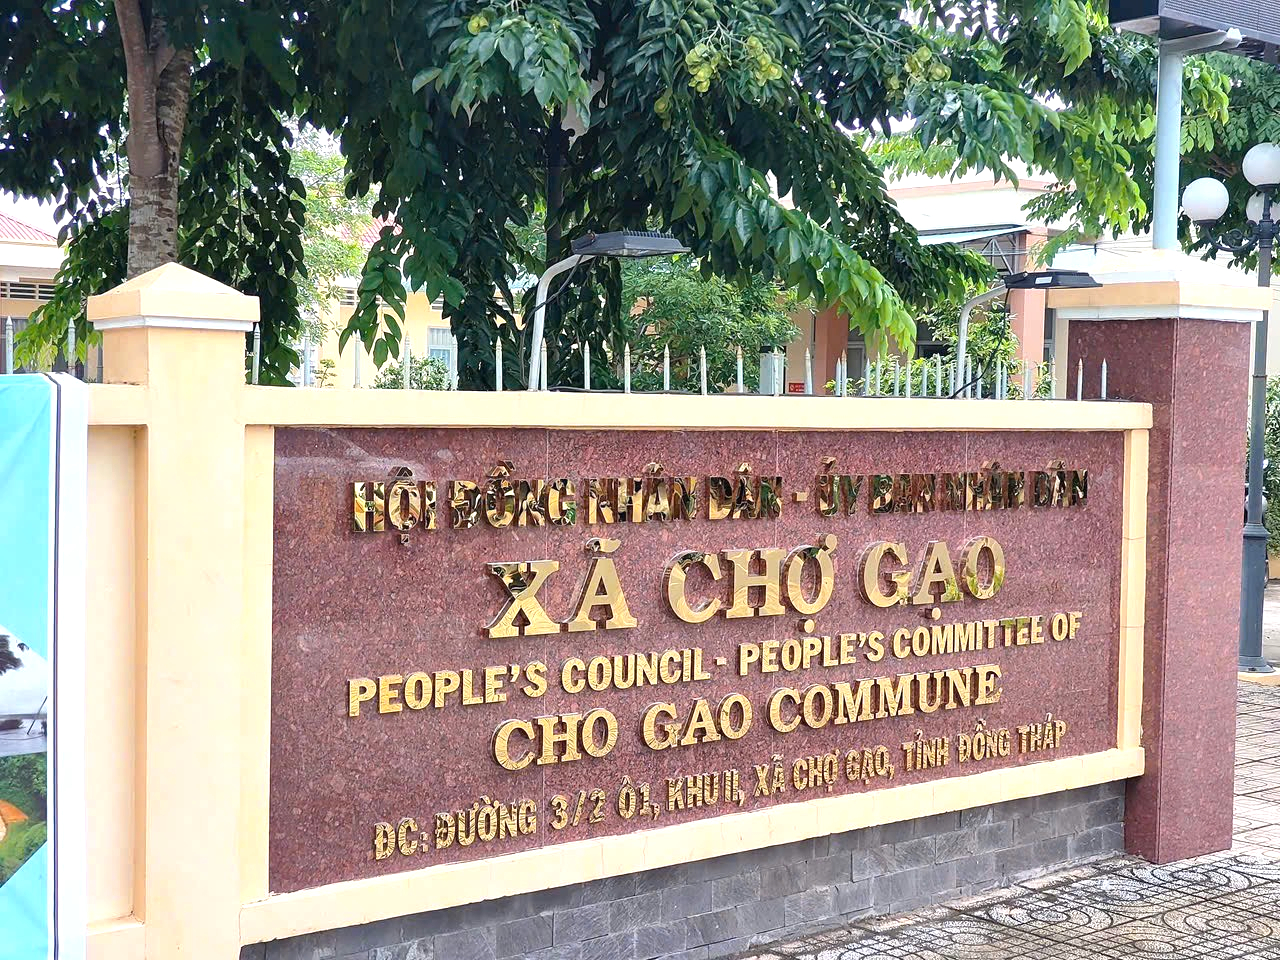 HỘI ĐỒNG NHÂN DÂN - ỦY BAN NHÂN DÂN
XÃ CHỢ GẠO
PEOPLE'S COUNCIL - PEOPLE'S COMMITTEE OF
CHO GAO COMMUNE
ĐC: ĐƯỜNG 3/2 Ô1, KHU II, XÃ CHỢ GẠO, TỈNH ĐỒNG THÁP